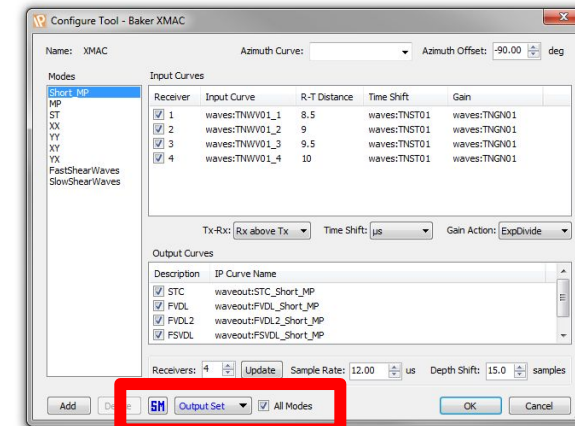 Configure Tool - Baker XMAC
Name: XMAC Azimuth Curve: Azimuth Offset: -90.00 deg
Modes Input Curves
Short_MP
MP
ST
XX
YY
XY
YX
FastShearWaves
SlowShearWaves
Receiver Input Curve R-T Distance Time Shift Gain
1 waves:TNWV01_1 8.5 waves:TNST01 waves:TNGN01
2 waves:TNWV01_2 9 waves:TNST01 waves:TNGN01
3 waves:TNWV01_3 9.5 waves:TNST01 waves:TNGN01
4 waves:TNWV01_4 10 waves:TNST01 waves:TNGN01
Tx-Rx: Rx above Tx Time Shift: µs Gain Action: ExpDivide
Output Curves
Description IP Curve Name
STC waveout:STC_Short_MP
FVDL waveout:FVDL_Short_MP
FVDL2 waveout:FVDL2_Short_MP
FSVDL waveout:FSVDL_Short_MP
Receivers: 4 Update Sample Rate: 12.00 us Depth Shift: 15.0 samples
Add SM Output Set All Modes OK Cancel